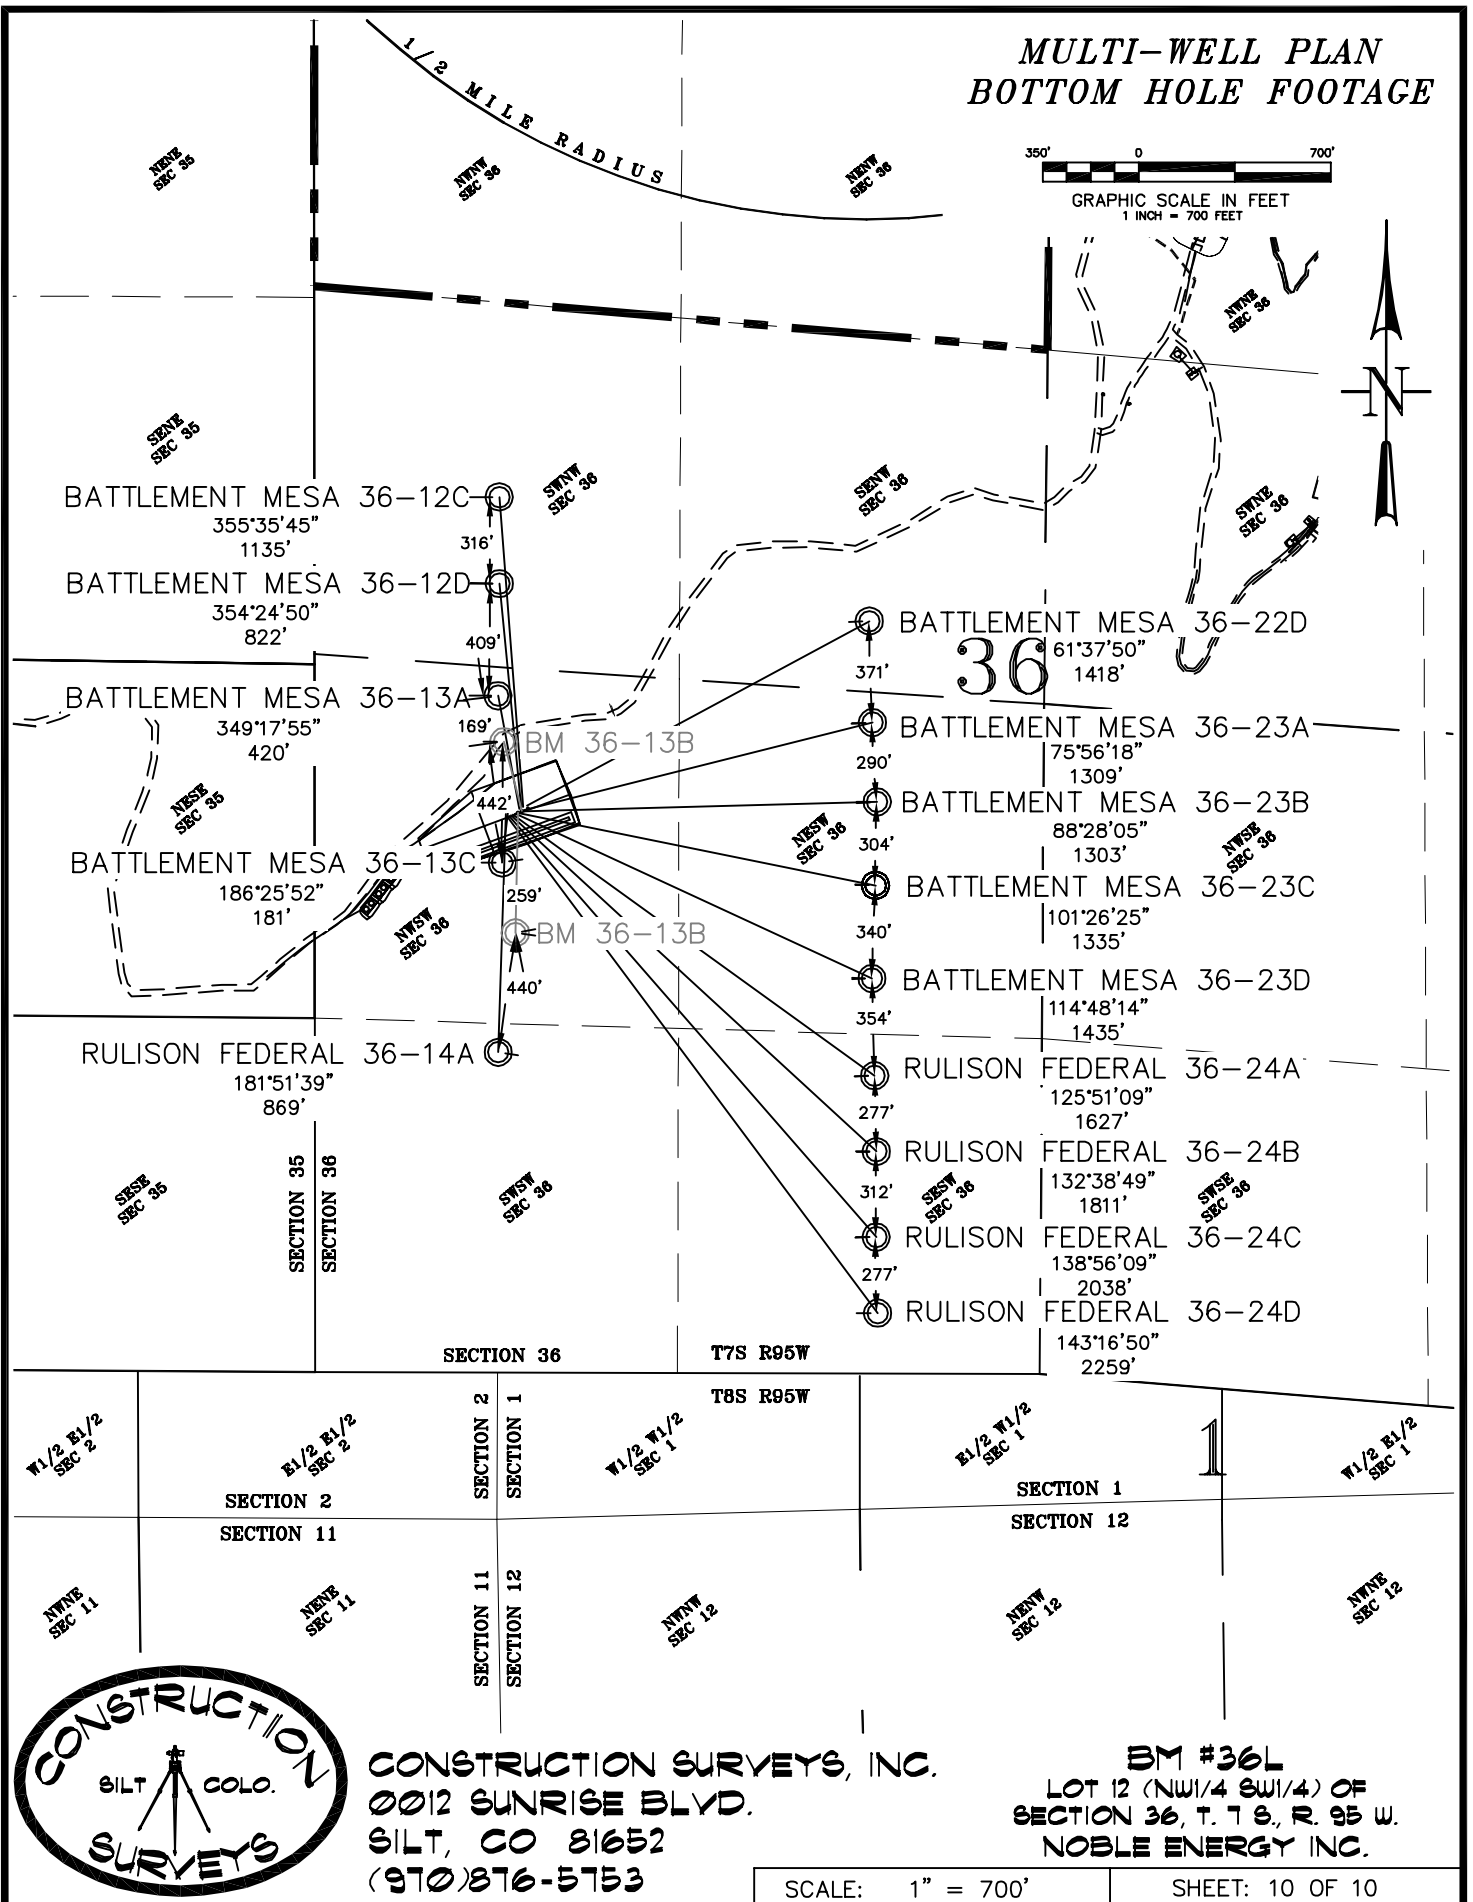 MULTI-WELL PLAN
BOTTOM HOLE FOOTAGE
350' 0 700'
GRAPHIC SCALE IN FEET
1 INCH = 700 FEET
1/2 MILE RADIUS
NENE
SEC 35
NWNW
SEC 36
NENW
SEC 36
NWNE
SEC 36
N
SENE
SEC 35
SWNW
SEC 36
SENW
SEC 36
SWNE
SEC 36
BATTLEMENT MESA 36-12C
355°35'45"
1135'
316'
BATTLEMENT MESA 36-12D
354°24'50"
822'
409'
BATTLEMENT MESA 36-13A
349°17'55"
420'
169'
BM 36-13B
442'
NESE
SEC 35
BATTLEMENT MESA 36-13C
186°25'52"
181'
259'
NWSW
SEC 36
BM 36-13B
440'
RULISON FEDERAL 36-14A
181°51'39"
869'
BATTLEMENT MESA 36-22D
61°37'50"
1418'
36
371'
BATTLEMENT MESA 36-23A
75°56'18"
1309'
290'
BATTLEMENT MESA 36-23B
88°28'05"
1303'
304'
NESW
SEC 36
NWSE
SEC 36
BATTLEMENT MESA 36-23C
101°26'25"
1335'
340'
BATTLEMENT MESA 36-23D
114°48'14"
1435'
354'
RULISON FEDERAL 36-24A
125°51'09"
1627'
277'
RULISON FEDERAL 36-24B
132°38'49"
1811'
312'
SESW
SEC 36
SWSE
SEC 36
RULISON FEDERAL 36-24C
138°56'09"
2038'
277'
RULISON FEDERAL 36-24D
143°16'50"
2259'
SESE
SEC 35
SECTION 35
SECTION 36
SWSW
SEC 36
SECTION 36
T7S R95W
T8S R95W
W1/2 E1/2
SEC 2
E1/2 E1/2
SEC 2
SECTION 2
SECTION 1
W1/2 W1/2
SEC 1
E1/2 W1/2
SEC 1
1
W1/2 E1/2
SEC 1
SECTION 2
SECTION 11
SECTION 1
SECTION 12
NWNE
SEC 11
NENE
SEC 11
SECTION 11
SECTION 12
NWNW
SEC 12
NENW
SEC 12
NWNE
SEC 12
CONSTRUCTION
SILT COLO.
SURVEYS
CONSTRUCTION SURVEYS, INC.
0012 SUNRISE BLVD.
SILT, CO 81652
(970)876-5753
BM #36L
LOT 12 (NW1/4 SW1/4) OF
SECTION 36, T. 7 S., R. 95 W.
NOBLE ENERGY INC.
SCALE: 1" = 700'
SHEET: 10 OF 10